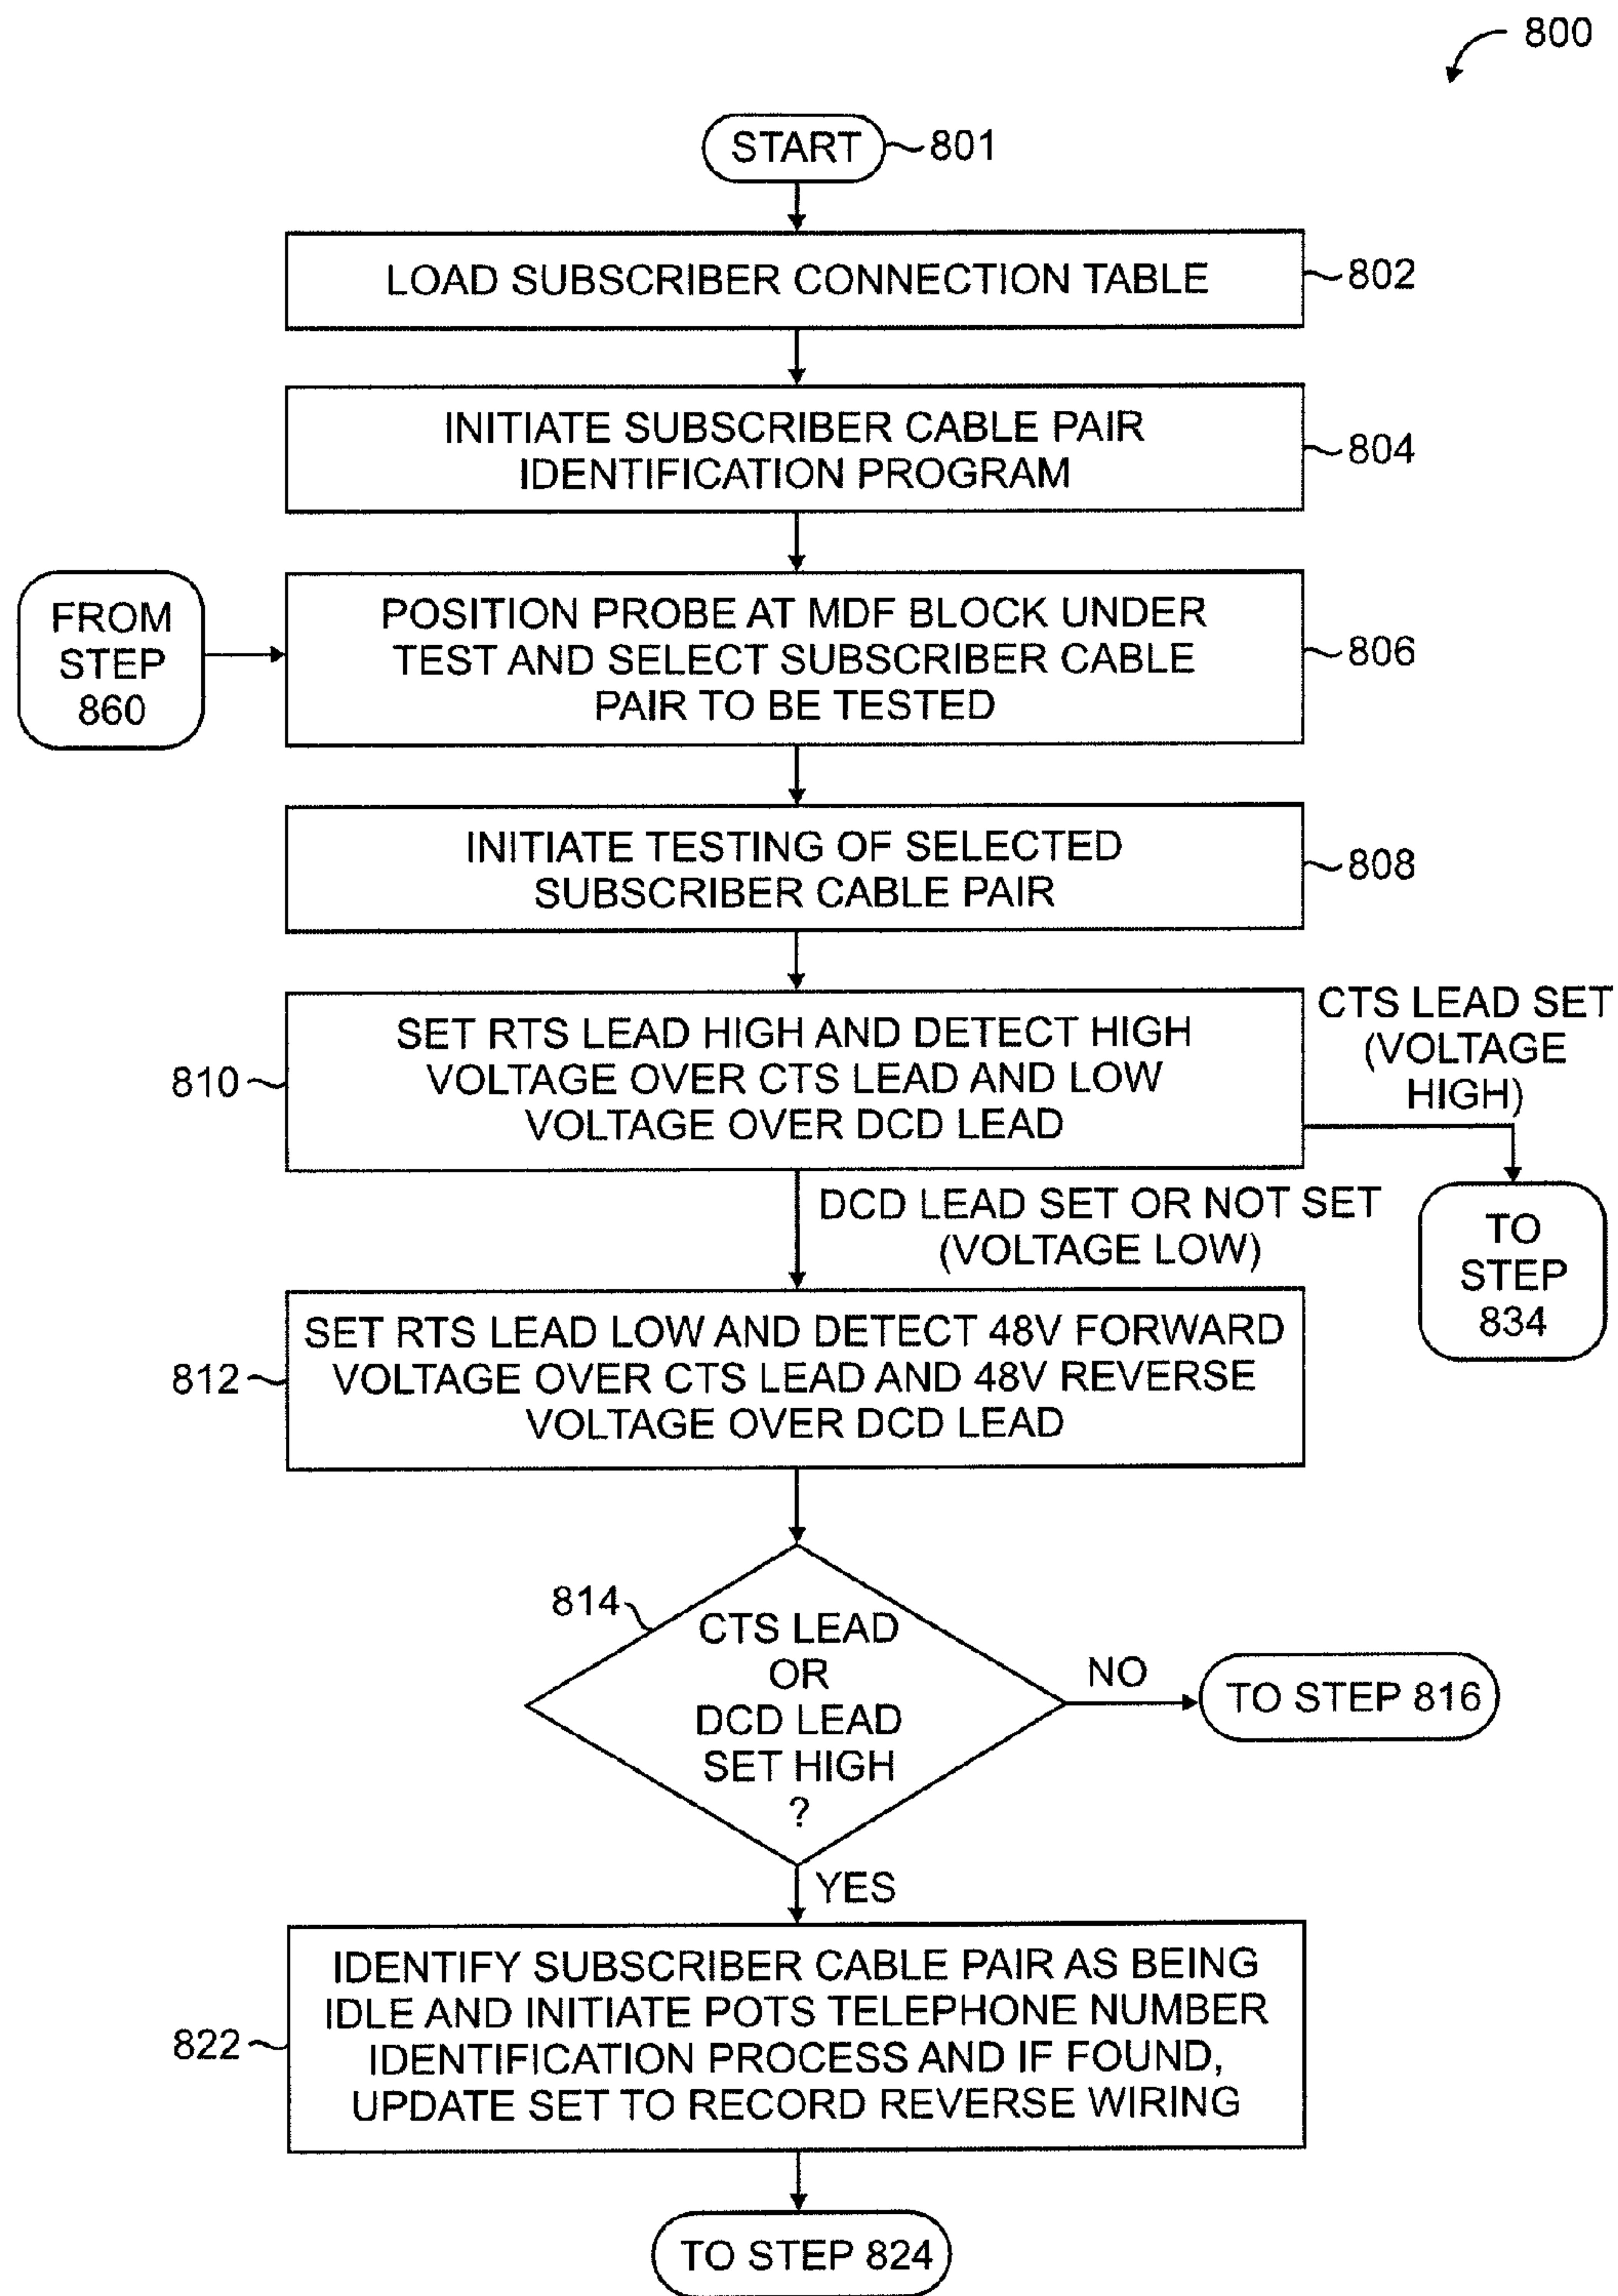 800
START
801
LOAD SUBSCRIBER CONNECTION TABLE
802
INITIATE SUBSCRIBER CABLE PAIR
IDENTIFICATION PROGRAM
804
FROM
STEP
860
POSITION PROBE AT MDF BLOCK UNDER
TEST AND SELECT SUBSCRIBER CABLE
PAIR TO BE TESTED
806
INITIATE TESTING OF SELECTED
SUBSCRIBER CABLE PAIR
808
810
SET RTS LEAD HIGH AND DETECT HIGH
VOLTAGE OVER CTS LEAD AND LOW
VOLTAGE OVER DCD LEAD
CTS LEAD SET
(VOLTAGE
HIGH)
TO
STEP
834
DCD LEAD SET OR NOT SET
(VOLTAGE LOW)
812
SET RTS LEAD LOW AND DETECT 48V FORWARD
VOLTAGE OVER CTS LEAD AND 48V REVERSE
VOLTAGE OVER DCD LEAD
814
CTS LEAD
OR
DCD LEAD
SET HIGH
?
NO
TO STEP 816
YES
822
IDENTIFY SUBSCRIBER CABLE PAIR AS BEING
IDLE AND INITIATE POTS TELEPHONE NUMBER
IDENTIFICATION PROCESS AND IF FOUND,
UPDATE SET TO RECORD REVERSE WIRING
TO STEP 824